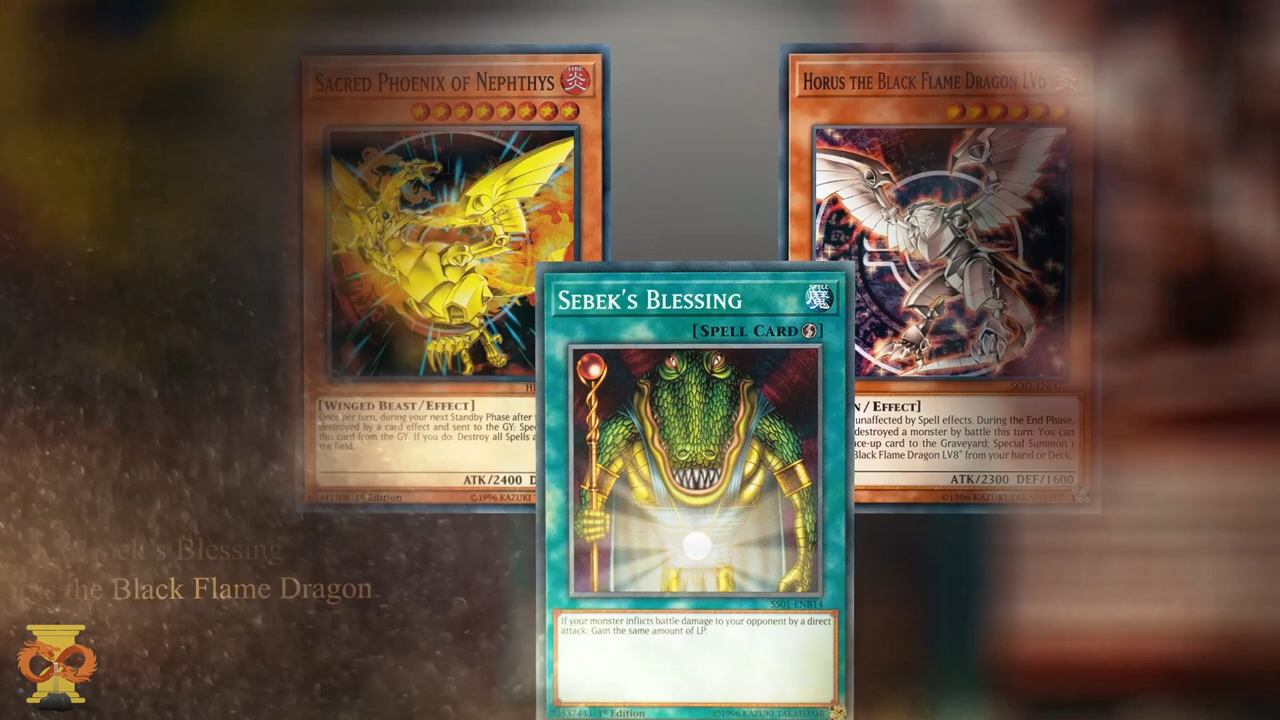 SACRED PHOENIX OF NEPHTHYS
[WINGED BEAST/EFFECT]
Once per turn, during your next Standby Phase after
destroyed by a card effect and sent to the GY:
this card from the GY. If you do: Destroy all Spells
the field.
ATK/2400
1st Edition
©1996 KAZUKI
HORUS THE BLACK FLAME DRAGON LV6
/ EFFECT]
unaffected by Spell effects. During the End Phase,
destroyed a monster by battle this turn: You can
card to the Graveyard; Special Summon
Black Flame Dragon LV8" from your hand or Deck.
ATK/2300 DEF/1600
©1996 KAZUKI TAKAHASHI
SEBEK'S BLESSING
SPELL
魔
[SPELL CARD]
SS01-ENB14
If your monster inflicts battle damage to your opponent by a direct
attack: Gain the same amount of LP.
1st Edition
©1996 KAZUKI TAKAHASHI
Blessing
the Black Flame Dragon